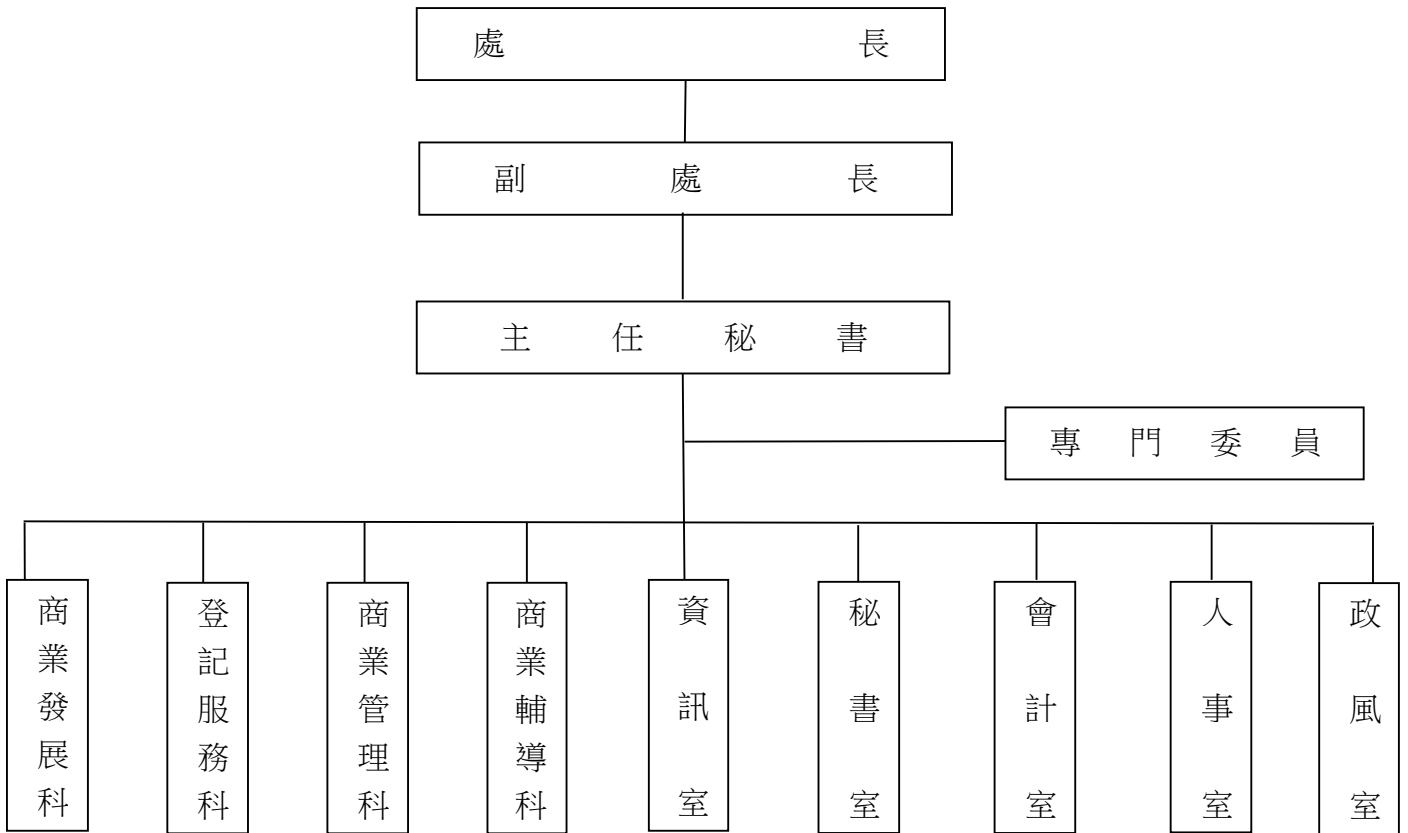 處長
副處長
主任秘書
專門委員
商業發展科
登記服務科
商業管理科
商業輔導科
資訊室
秘書室
會計室
人事室
政風室